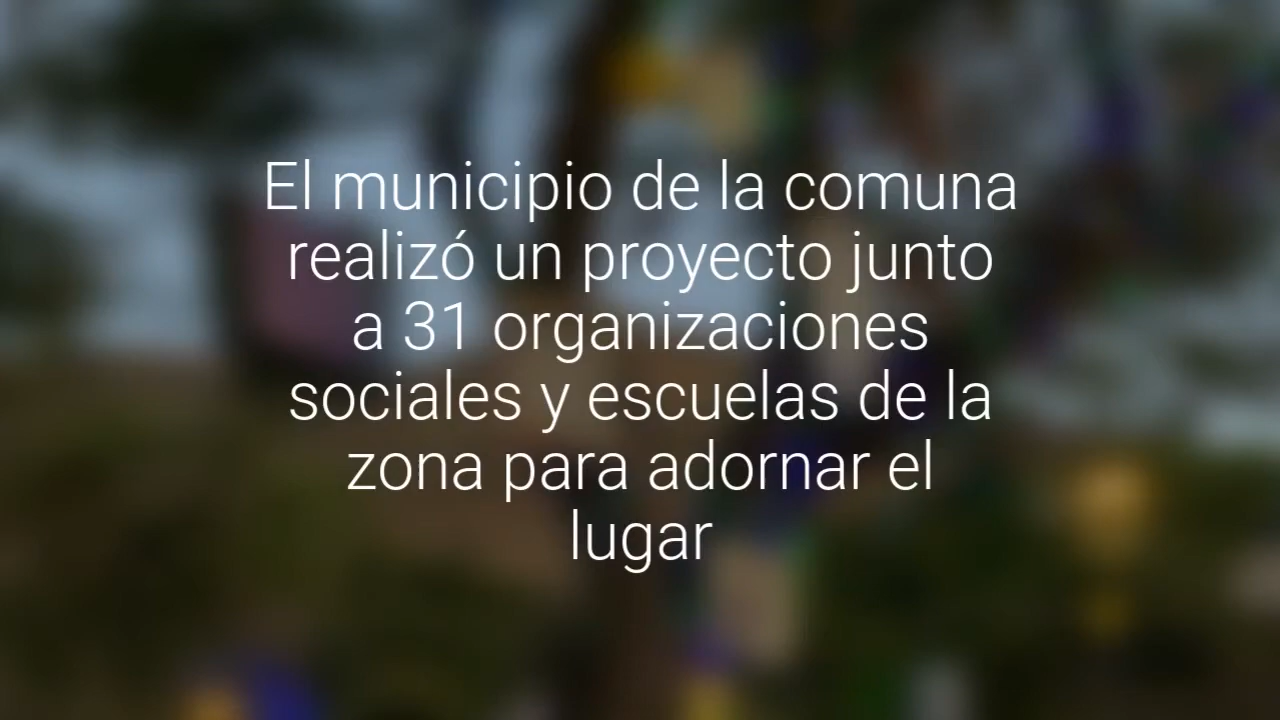 El municipio de la comuna
realizó un proyecto junto
a 31 organizaciones
sociales y escuelas de la
zona para adornar el
lugar